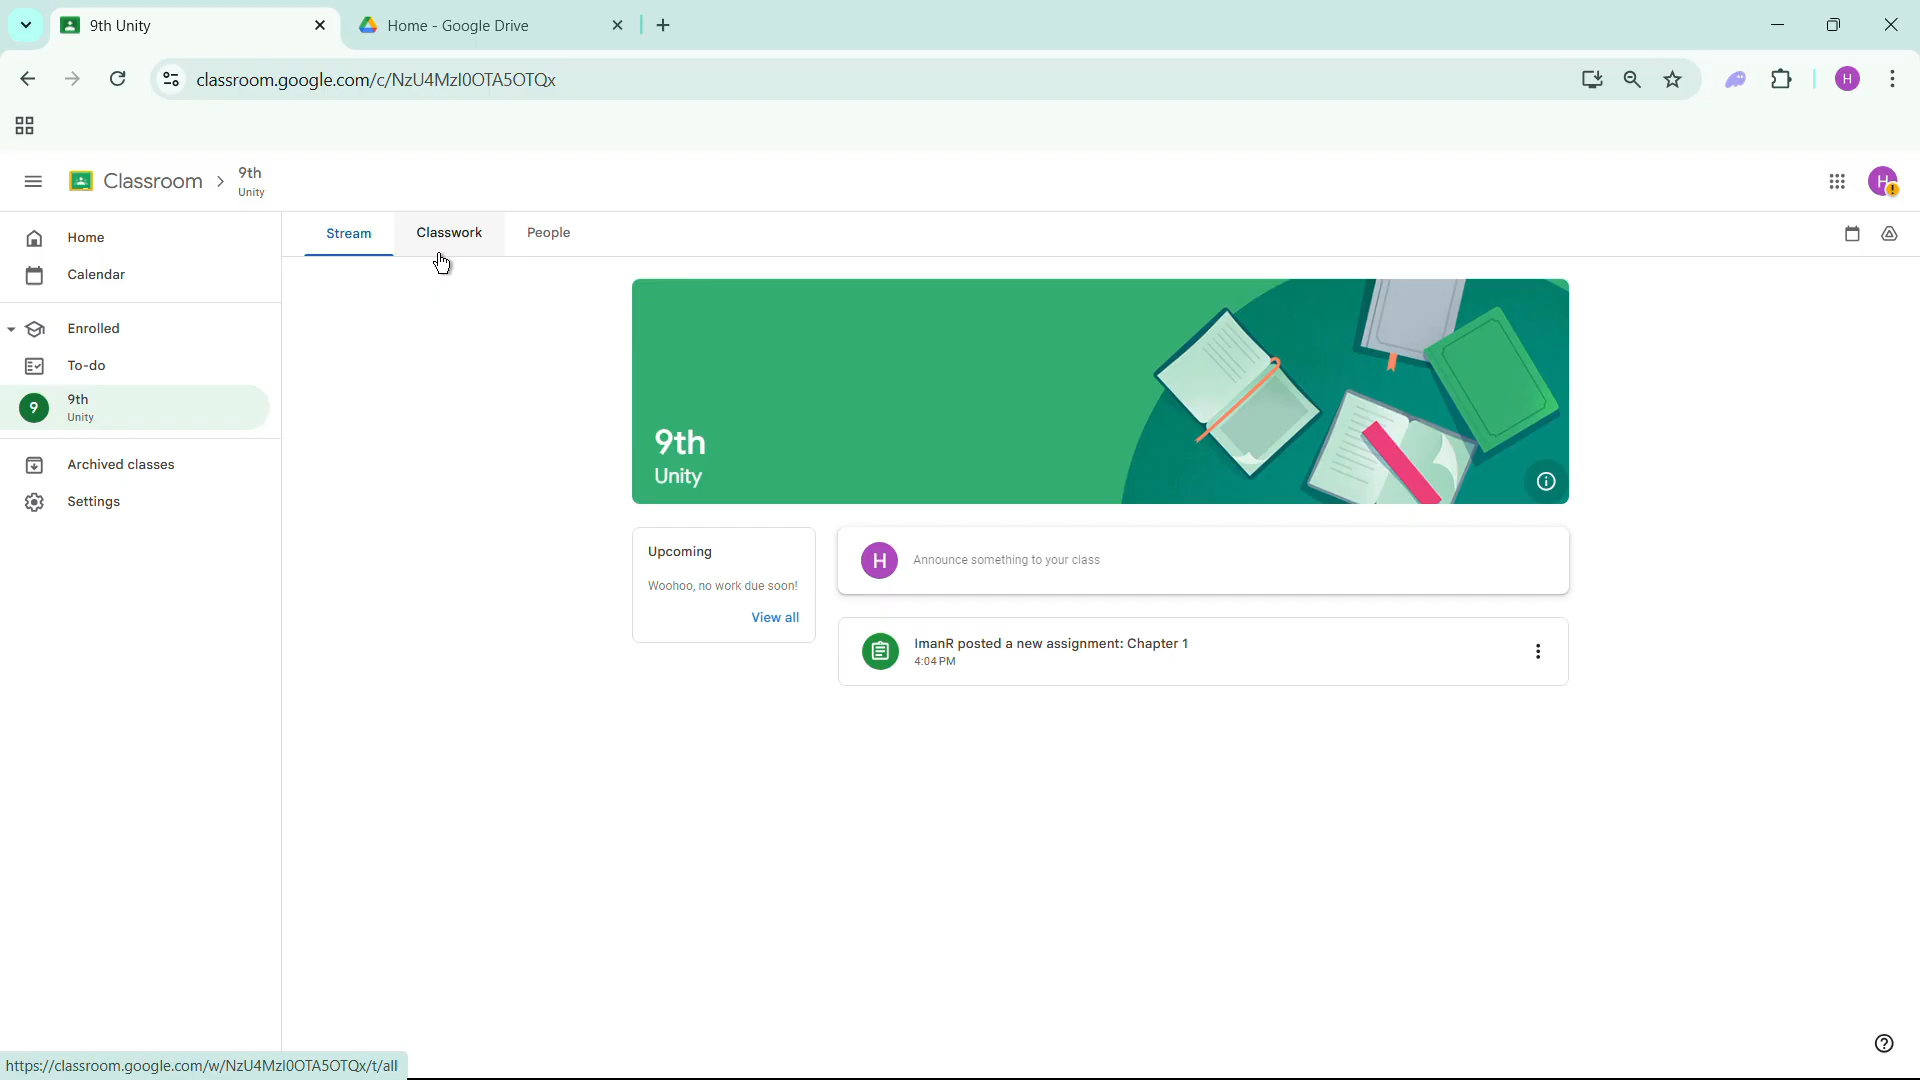 9th Unity
Home - Google Drive
classroom.google.com/c/NzU4MzI0OTA5OTQx
H
Classroom
9th
Unity
H
Home
Calendar
Enrolled
To-do
9
9th
Unity
Archived classes
Settings
Stream
Classwork
People
9th
Unity
Upcoming
Woohoo, no work due soon!
View all
H
Announce something to your class
ImanR posted a new assignment: Chapter 1
4:04 PM
https://classroom.google.com/w/NzU4MzI0OTA5OTQx/t/all